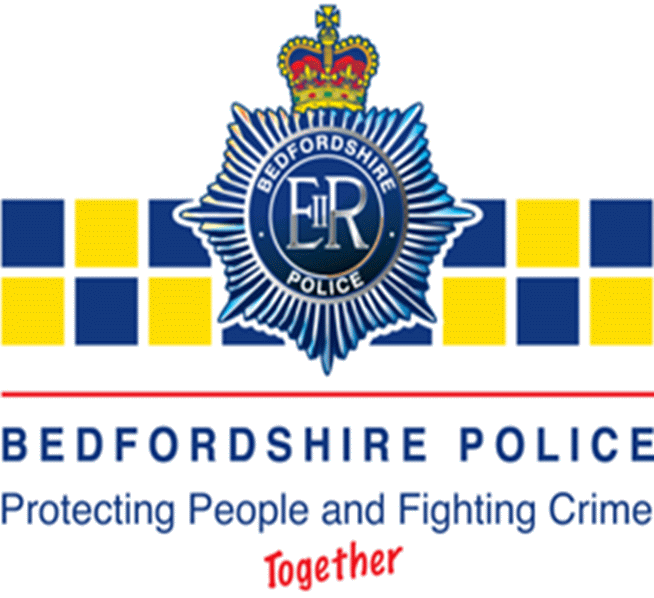 BEDFORDSHIRE
EIIR
POLICE
BEDFORDSHIRE POLICE
Protecting People and Fighting Crime
Together